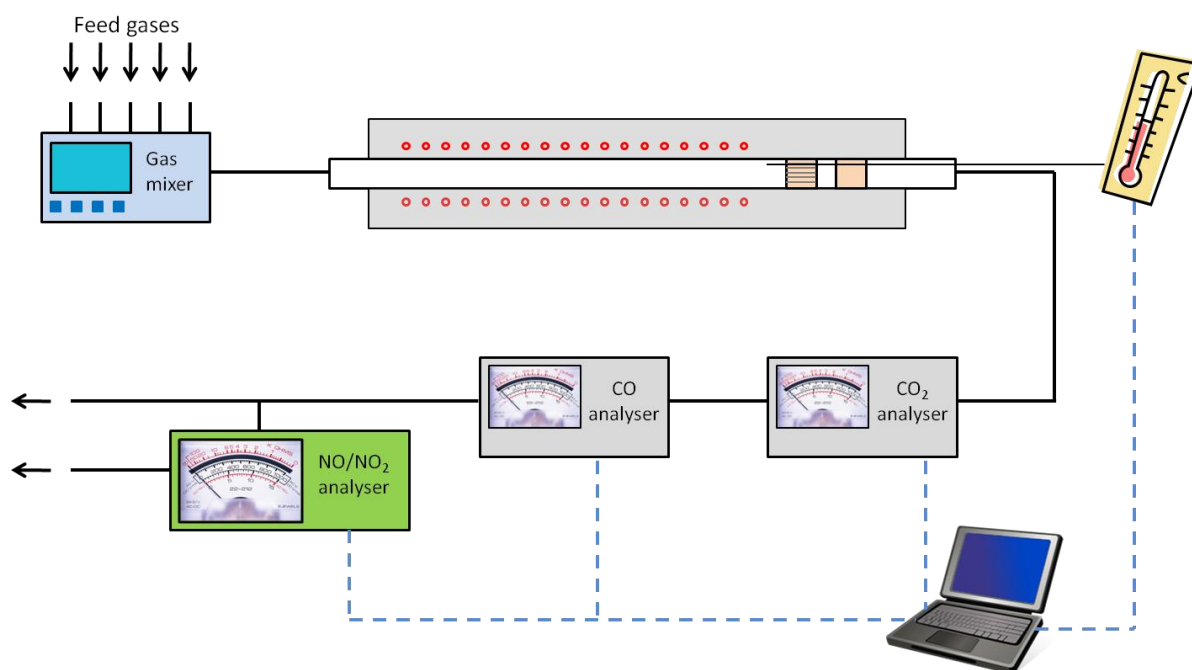 Feed gases
Gas
mixer
CO
analyser
CO₂
analyser
NO/NO₂
analyser